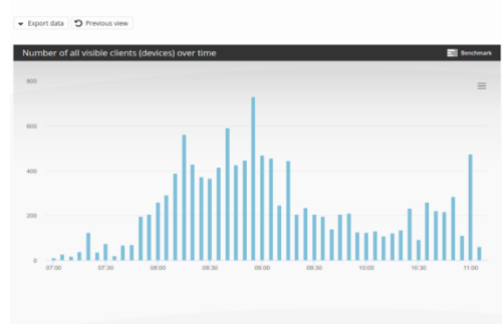 Export data Previous view
Number of all visible clients (devices) over time Benchmark
800
600
400
200
0
07:00 07:30 08:00 08:30 09:00 09:30 10:00 10:30 11:00